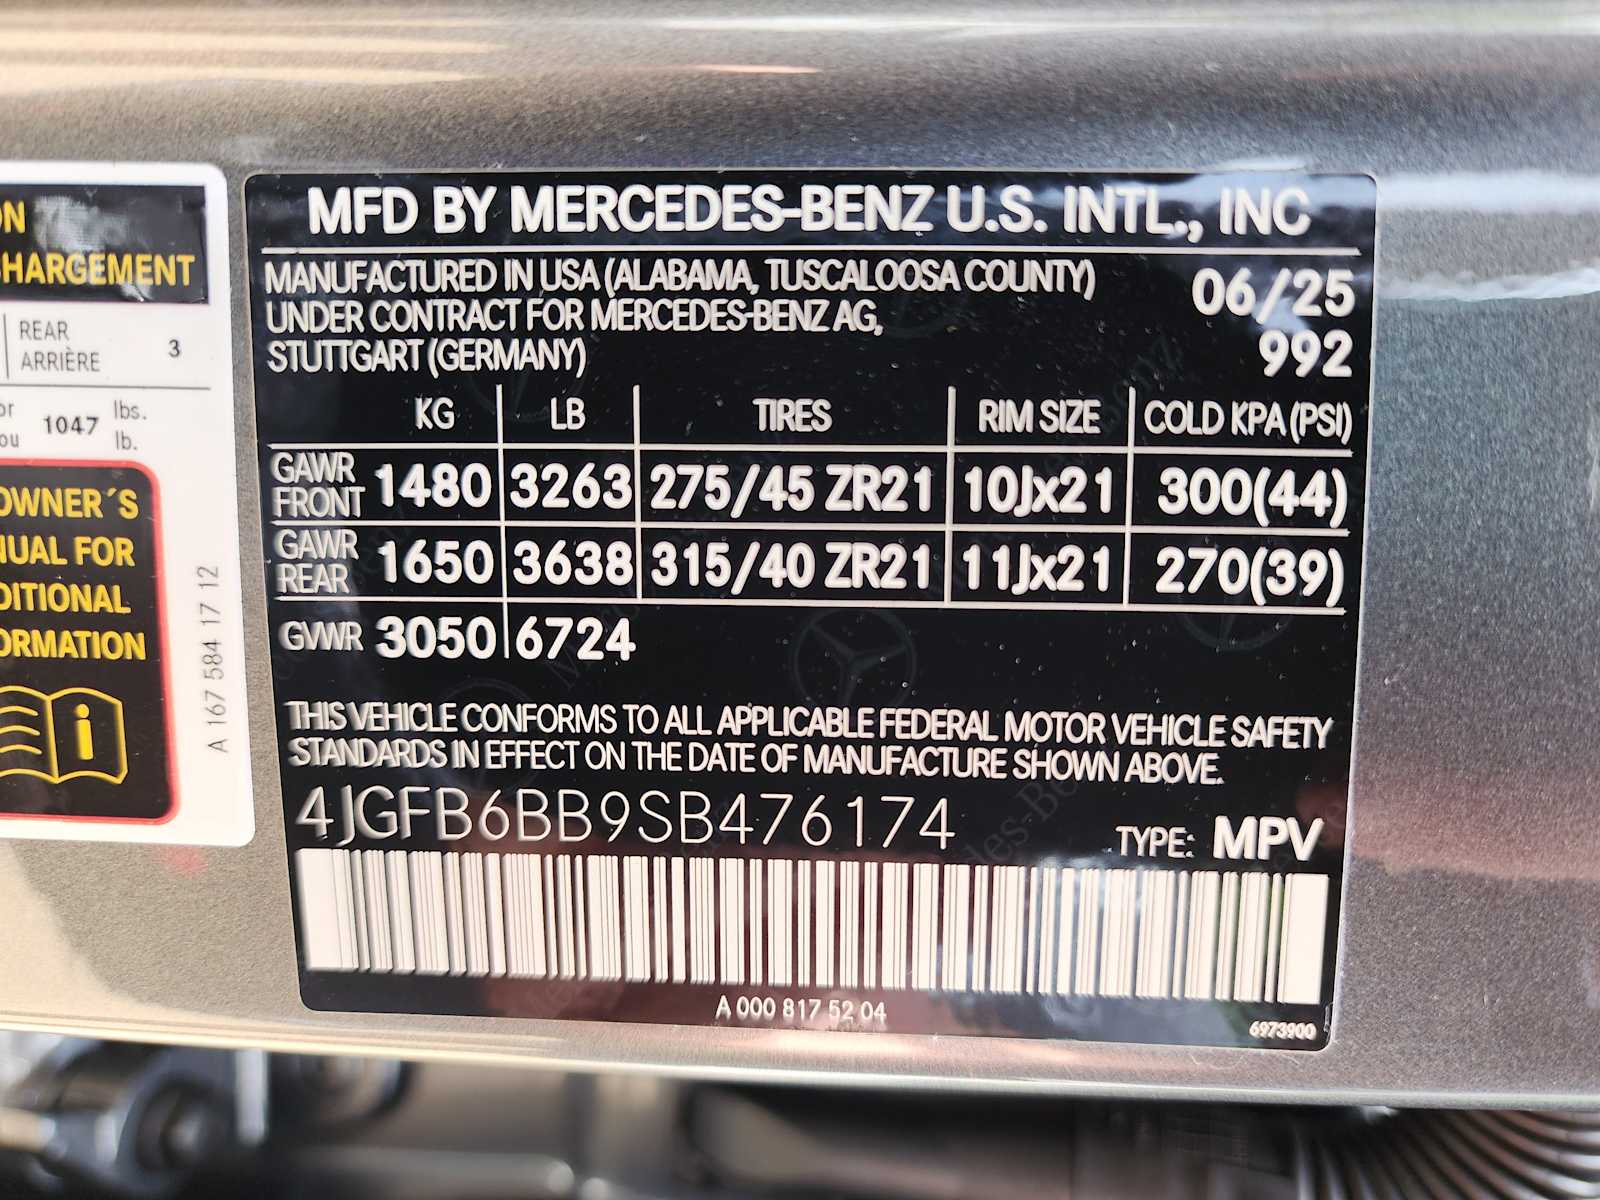 ON
CHARGEMENT
REAR
ARRIÈRE 3
or
ou 1047 lbs.
lb.
OWNER´S
NUAL FOR
DITIONAL
ORMATION
A 167 584 17 12
MFD BY MERCEDES-BENZ U.S. INTL., INC
MANUFACTURED IN USA (ALABAMA, TUSCALOOSA COUNTY) 06/25
UNDER CONTRACT FOR MERCEDES-BENZ AG,
STUTTGART (GERMANY) 992
KG LB TIRES RIM SIZE COLD KPA (PSI)
GAWR FRONT 1480 3263 275/45 ZR21 10Jx21 300(44)
GAWR REAR 1650 3638 315/40 ZR21 11Jx21 270(39)
GVWR 3050 6724
THIS VEHICLE CONFORMS TO ALL APPLICABLE FEDERAL MOTOR VEHICLE SAFETY
STANDARDS IN EFFECT ON THE DATE OF MANUFACTURE SHOWN ABOVE.
4JGFB6BB9SB476174 TYPE: MPV
A 000 817 52 04
6973900